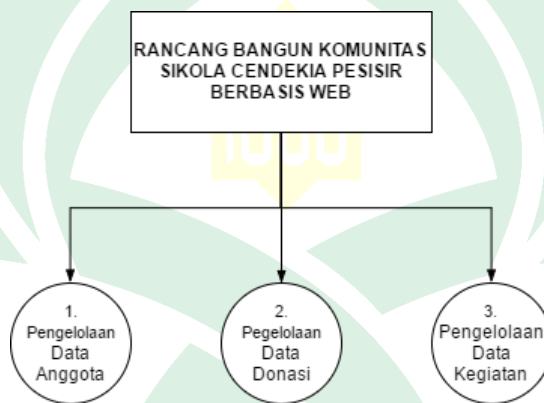 RANCANG BANGUN KOMUNITAS
SIKOLA CENDEKIA PESISIR
BERBASIS WEB
1.
Pengelolaan
Data
Anggota
2.
Pegelolaan
Data
Donasi
3.
Pengelolaan
Data
Kegiatan